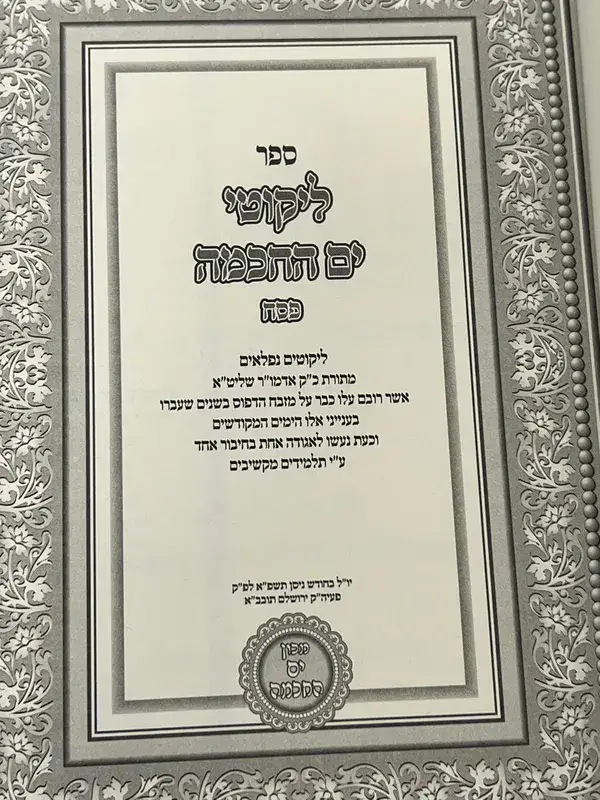 ספר
ליקוטי
ים החכמה
פסח
ליקוטים נפלאים
מתורת כ"ק אדמו"ר שליט"א
אשר רובם עלו כבר על מזבח הדפוס בשנים שעברו
בענייני אלו הימים המקודשים
וכעת נעשו לאגודה אחת בחיבור אחד
ע"י תלמידים מקשיבים
יו"ל בחודש ניסן תשפ"א לפ"ק
פעיה"ק ירושלם תובב"א
מכון
ים
החכמה